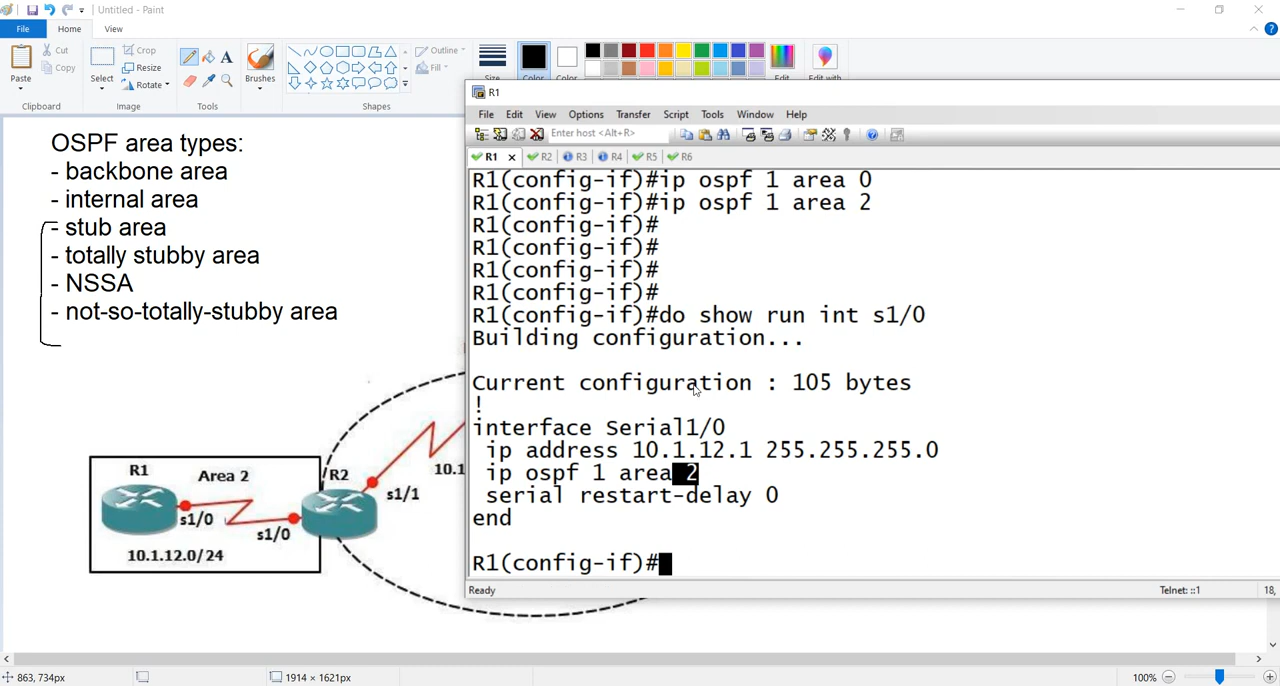 Untitled - Paint
File
Home
View
Paste
Cut
Copy
Clipboard
Select
Crop
Resize
Rotate
Image
Tools
Brushes
Shapes
Outline
Fill
Size
Color
Color
Edit
Edit with
OSPF area types:
- backbone area
- internal area
- stub area
- totally stubby area
- NSSA
- not-so-totally-stubby area
R1
Area 2
R2
s1/0
s1/0
s1/1
10.1
10.1.12.0/24
R1
File Edit View Options Transfer Script Tools Window Help
Enter host <Alt+R>
R1 R2 R3 R4 R5 R6
R1(config-if)#ip ospf 1 area 0
R1(config-if)#ip ospf 1 area 2
R1(config-if)#
R1(config-if)#
R1(config-if)#
R1(config-if)#
R1(config-if)#do show run int s1/0
Building configuration...
Current configuration : 105 bytes
!
interface Serial1/0
ip address 10.1.12.1 255.255.255.0
ip ospf 1 area 2
serial restart-delay 0
end
R1(config-if)#
Ready
Telnet: ::1
18,
863, 734px
1914 × 1621px
100%